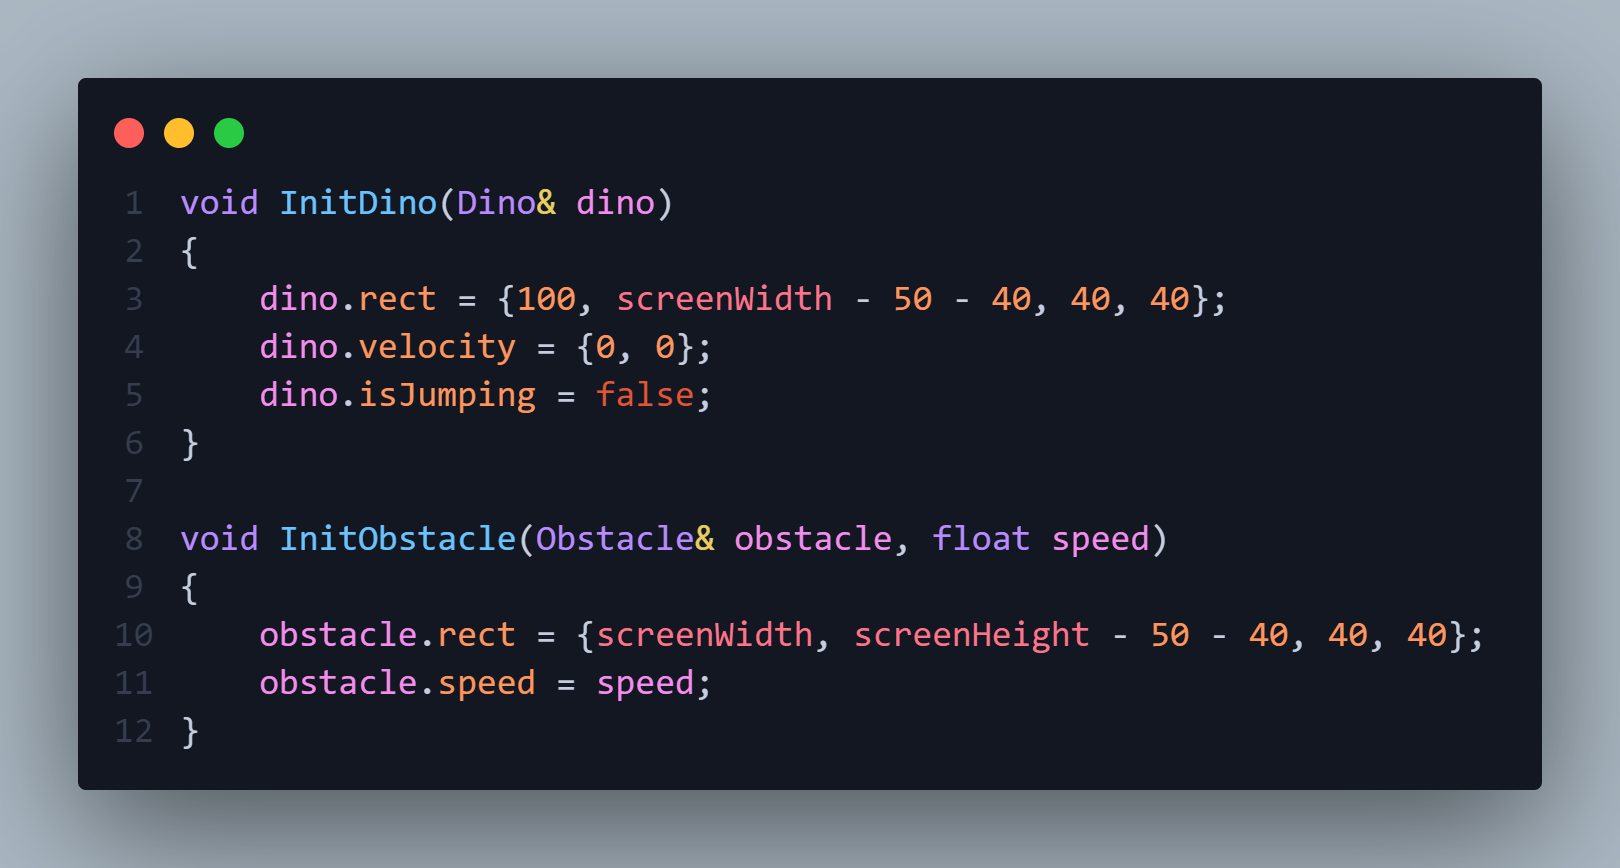 1 void InitDino(Dino& dino)
2 {
3     dino.rect = {100, screenWidth - 50 - 40, 40, 40};
4     dino.velocity = {0, 0};
5     dino.isJumping = false;
6 }
7
8 void InitObstacle(Obstacle& obstacle, float speed)
9 {
10     obstacle.rect = {screenWidth, screenHeight - 50 - 40, 40, 40};
11     obstacle.speed = speed;
12 }